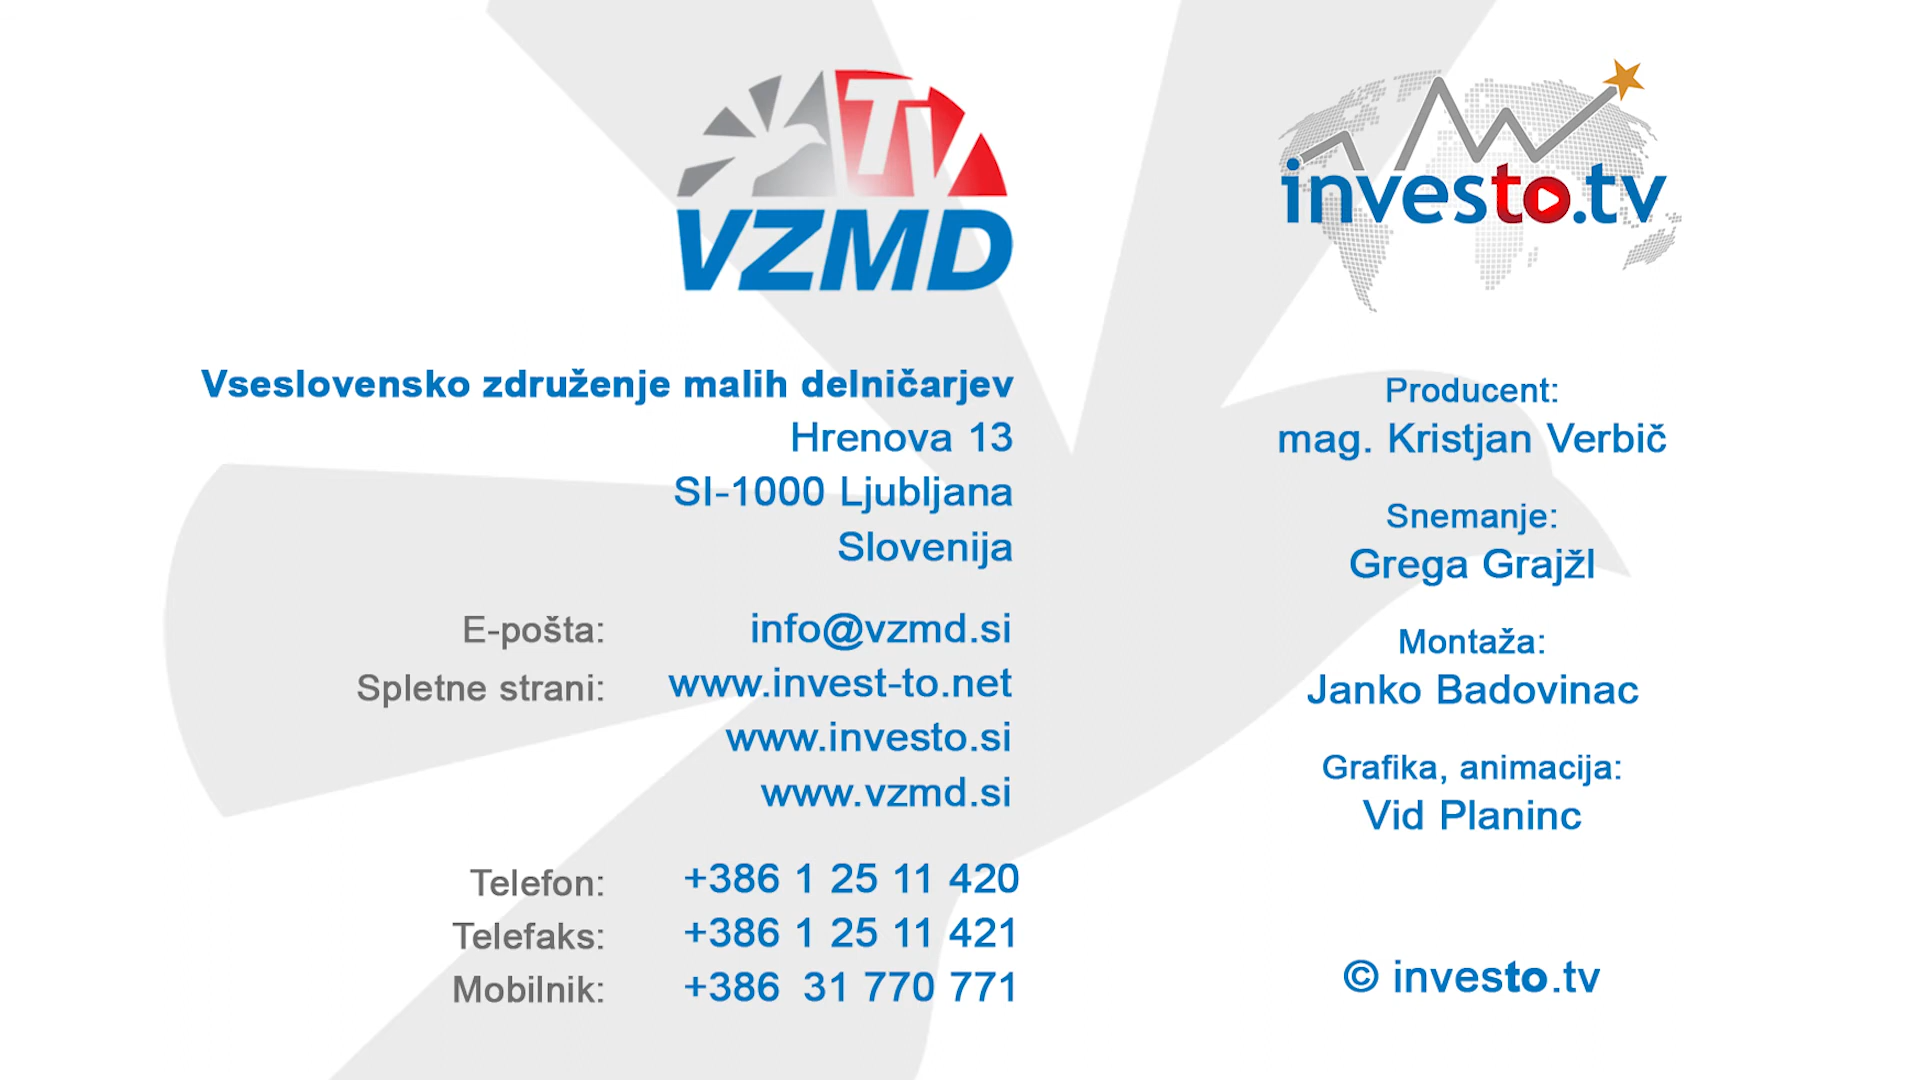 TV
VZMD
Vseslovensko združenje malih delničarjev
Hrenova 13
SI-1000 Ljubljana
Slovenija
E-pošta: info@vzmd.si
Spletne strani: www.invest-to.net
www.investo.si
www.vzmd.si
Telefon: +386 1 25 11 420
Telefaks: +386 1 25 11 421
Mobilnik: +386 31 770 771
investo.tv
Producent:
mag. Kristjan Verbič
Snemanje:
Grega Grajžl
Montaža:
Janko Badovinac
Grafika, animacija:
Vid Planinc
© investo.tv